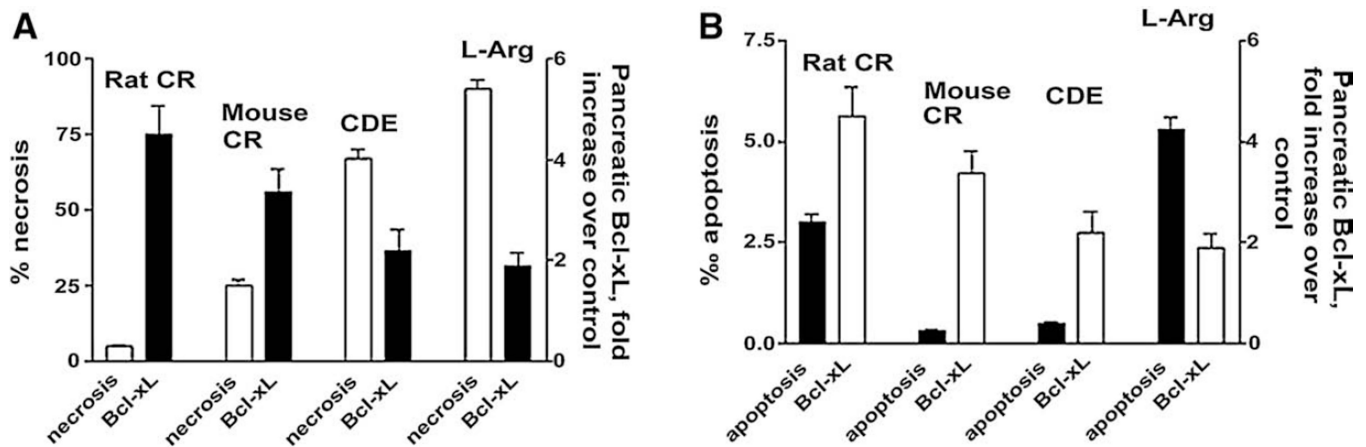 A
% necrosis
100
75
50
25
0
Rat CR
Mouse
CR
CDE
L-Arg
6
4
2
0
Pancreatic Bcl-xL, fold
increase over control
necrosis
Bcl-xL
necrosis
Bcl-xL
necrosis
Bcl-xL
necrosis
Bcl-xL
B
‰ apoptosis
7.5
5.0
2.5
0.0
Rat CR
Mouse
CR
CDE
L-Arg
6
4
2
0
Pancreatic Bcl-xL,
fold increase over
control
apoptosis
Bcl-xL
apoptosis
Bcl-xL
apoptosis
Bcl-xL
apoptosis
Bcl-xL